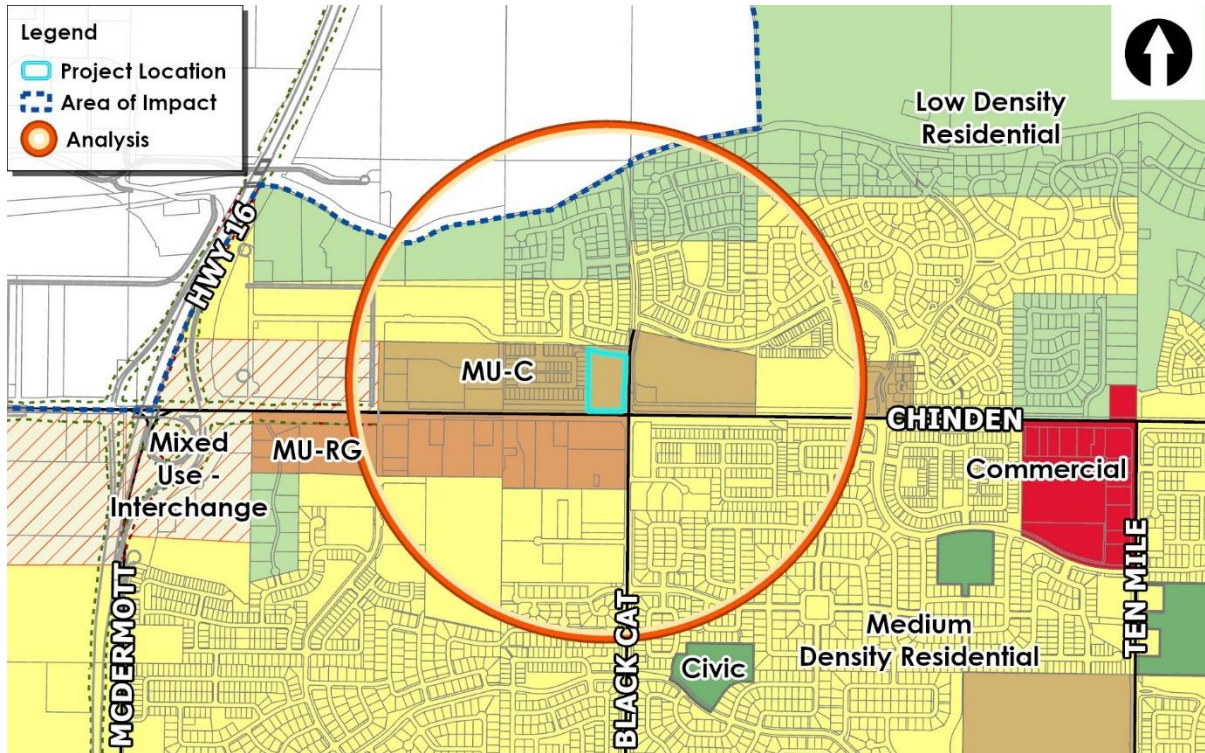 Legend
Project Location
Area of Impact
Analysis
Low Density
Residential
HWY 16
MU-C
CHINDEN
Mixed
Use -
Interchange
MU-RG
Commercial
MCDERMOTT
BLACK CAT
TEN MILE
Medium
Density Residential
Civic